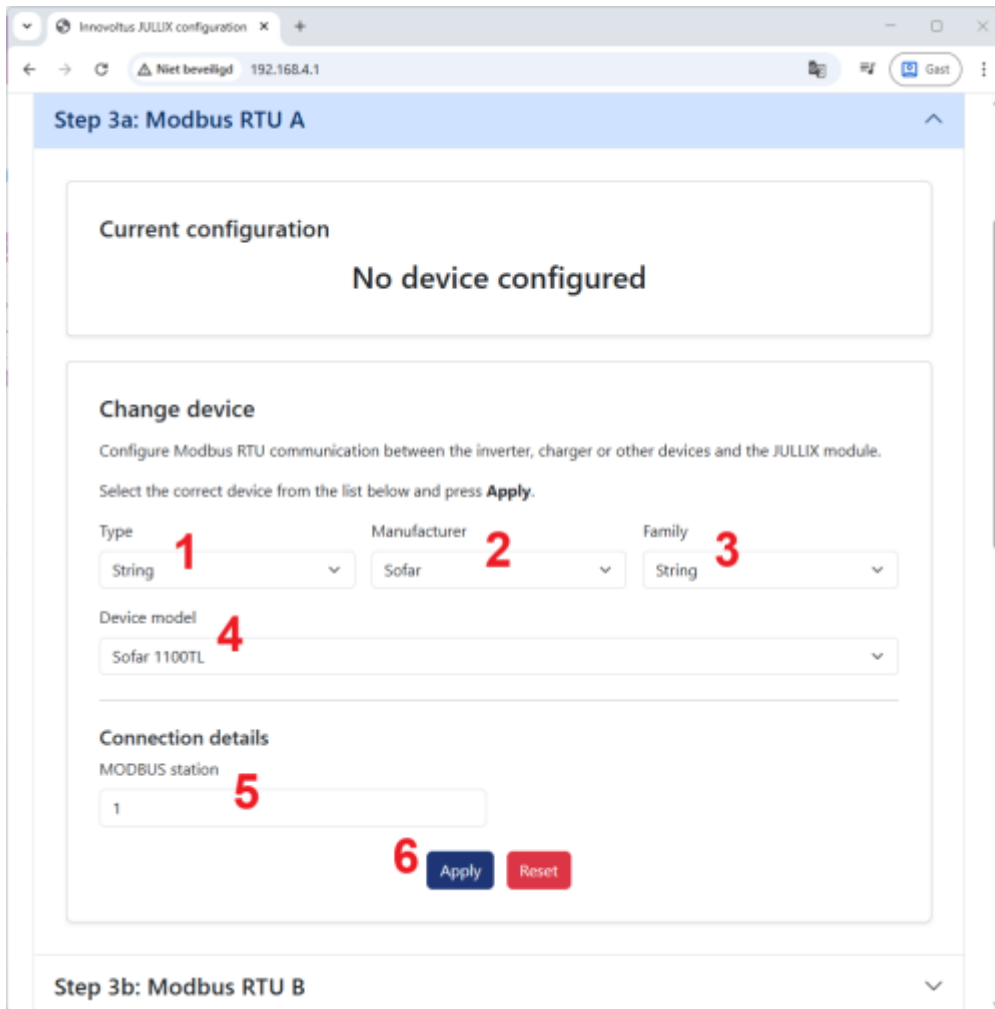 Innovoltus JULLIX configuration
Niet beveiligd 192.168.4.1 Gast
Step 3a: Modbus RTU A
Current configuration
No device configured
Change device
Configure Modbus RTU communication between the inverter, charger or other devices and the JULLIX module.
Select the correct device from the list below and press Apply.
Type Manufacturer Family
1 2 3
String Sofar String
Device model
4
Sofar 1100TL
Connection details
MODBUS station
5
1
6 Apply Reset
Step 3b: Modbus RTU B